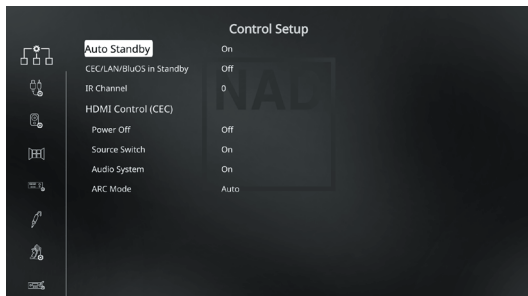 Control Setup
Auto Standby On
CEC/LAN/BluOS in Standby Off
IR Channel 0
HDMI Control (CEC)
Power Off Off
Source Switch On
Audio System On
ARC Mode Auto
NAD